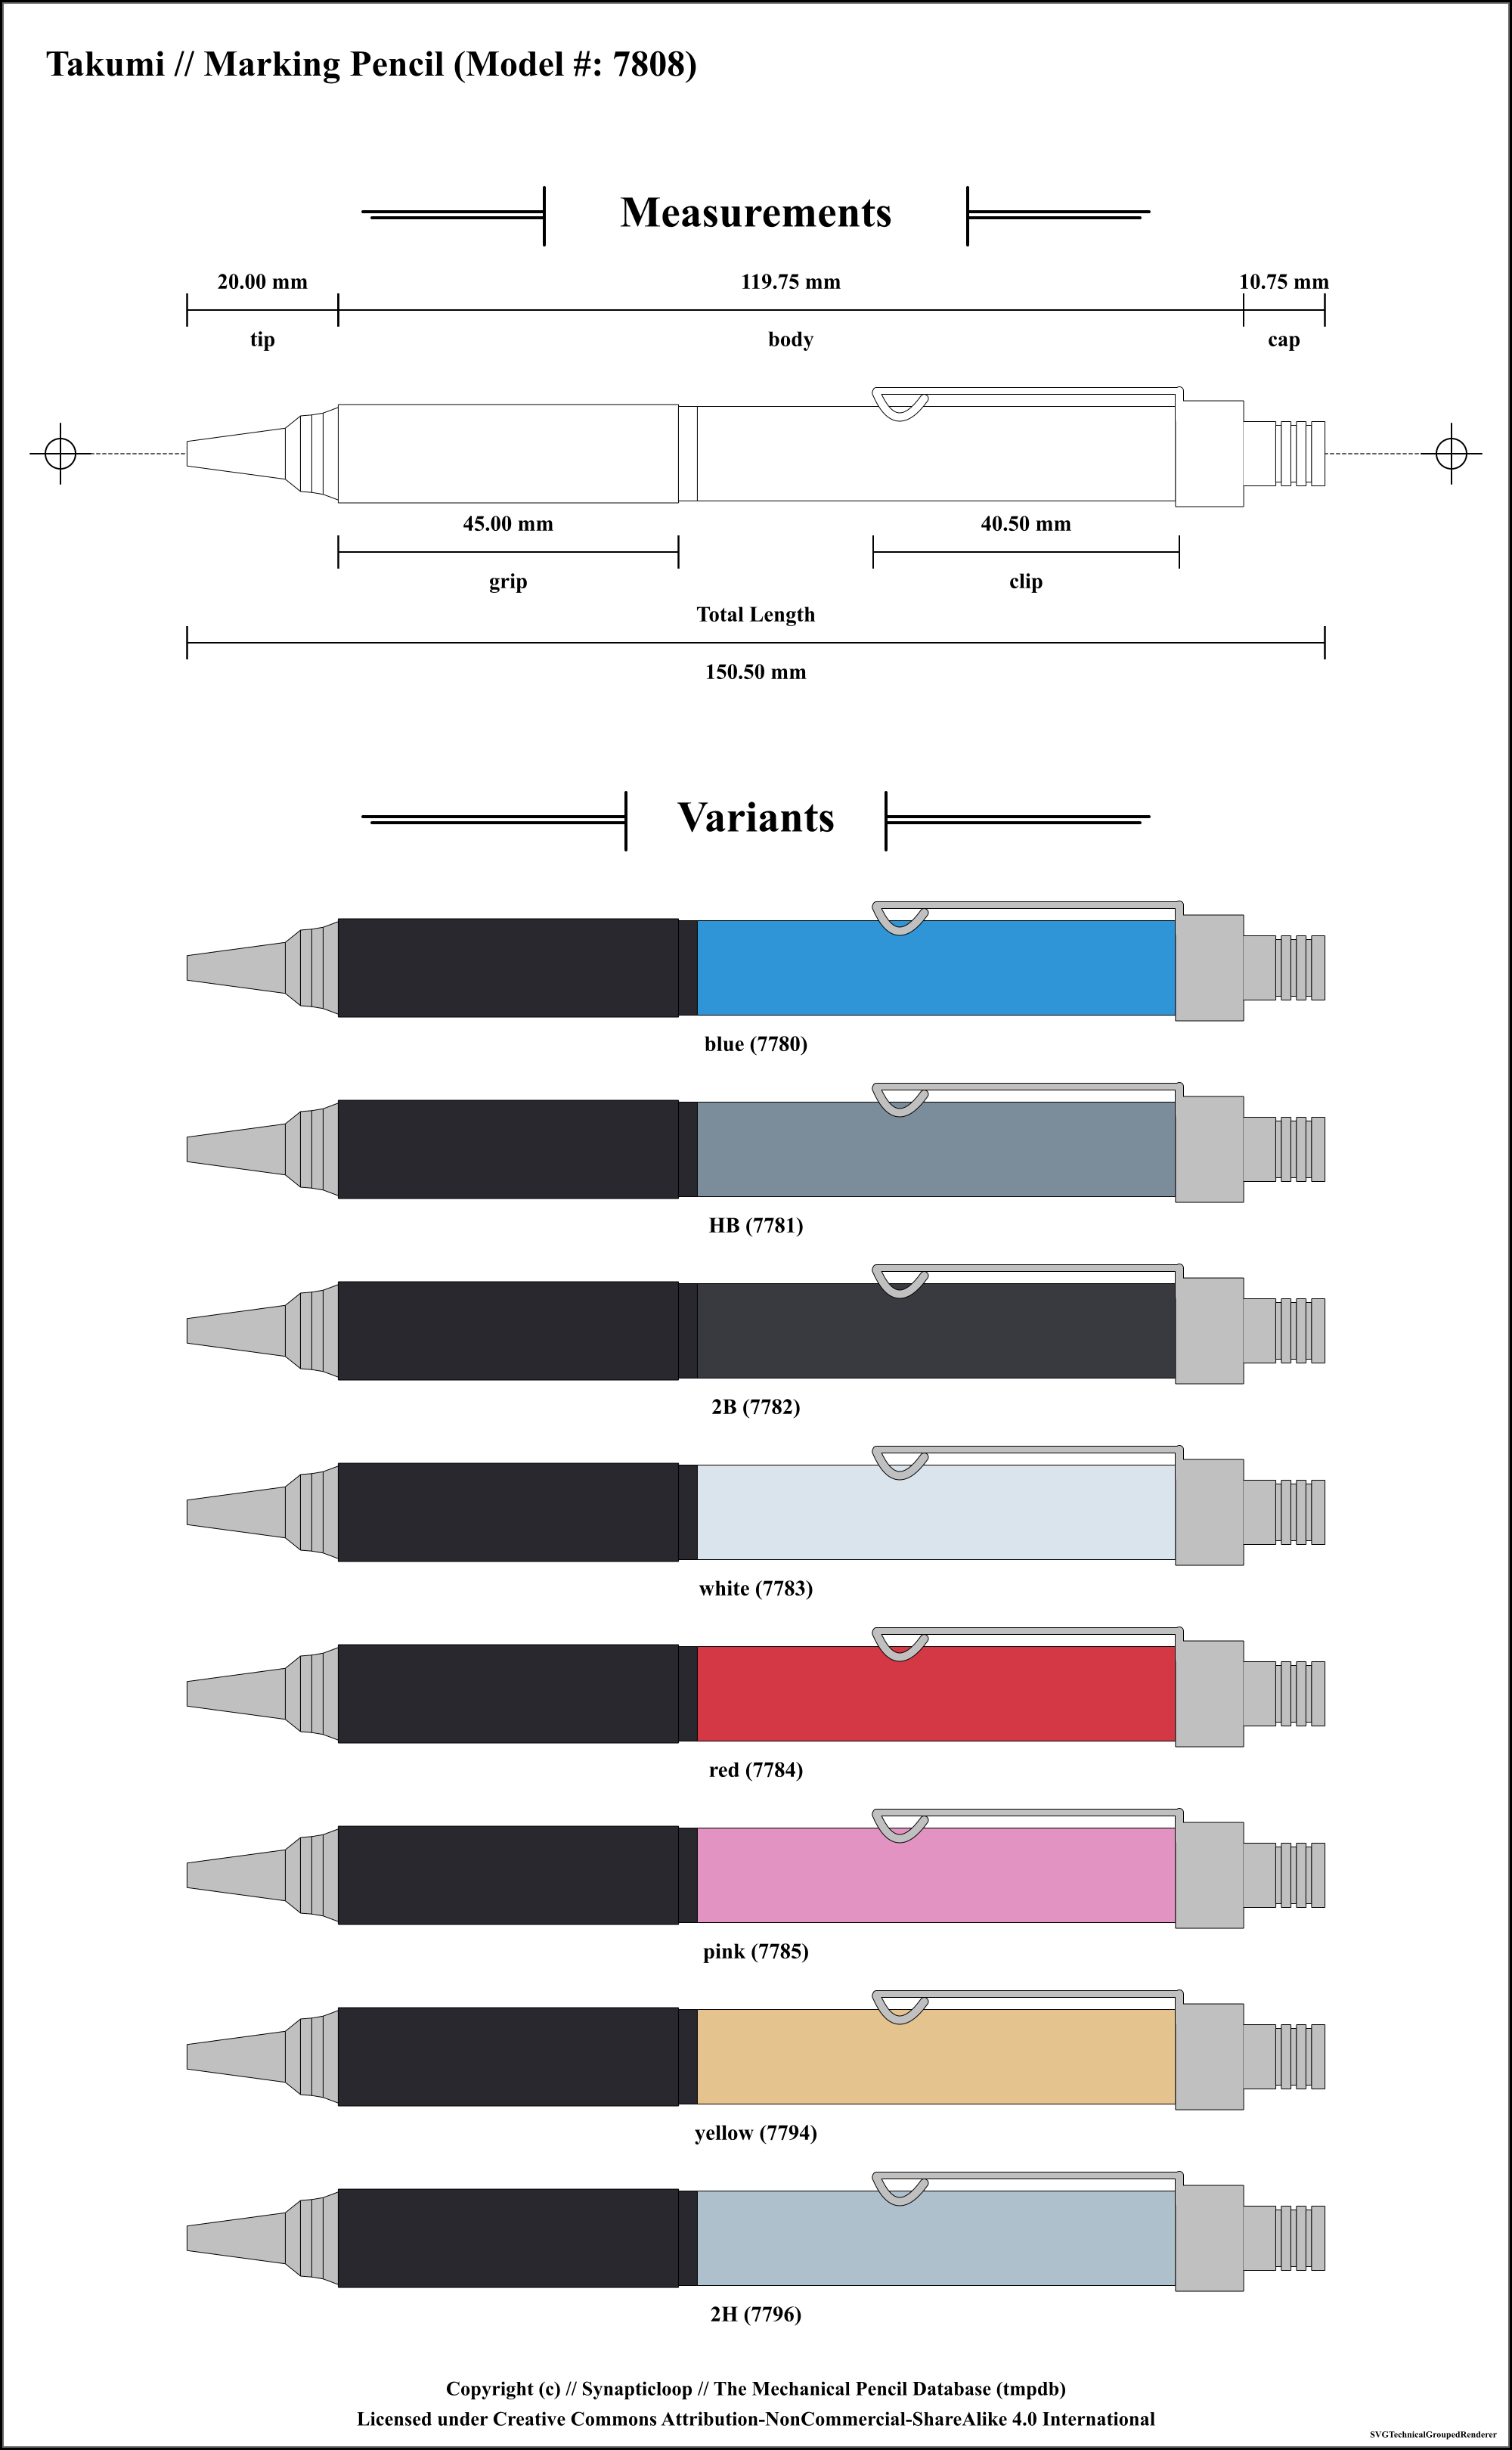 Takumi // Marking Pencil (Model #: 7808)
Measurements
20.00 mm 119.75 mm 10.75 mm
tip body cap
45.00 mm 40.50 mm
grip clip
Total Length
150.50 mm
Variants
blue (7780)
HB (7781)
2B (7782)
white (7783)
red (7784)
pink (7785)
yellow (7794)
2H (7796)
Copyright (c) // Synapticloop // The Mechanical Pencil Database (tmpdb)
Licensed under Creative Commons Attribution-NonCommercial-ShareAlike 4.0 International
SVGTechnicalGroupedRenderer